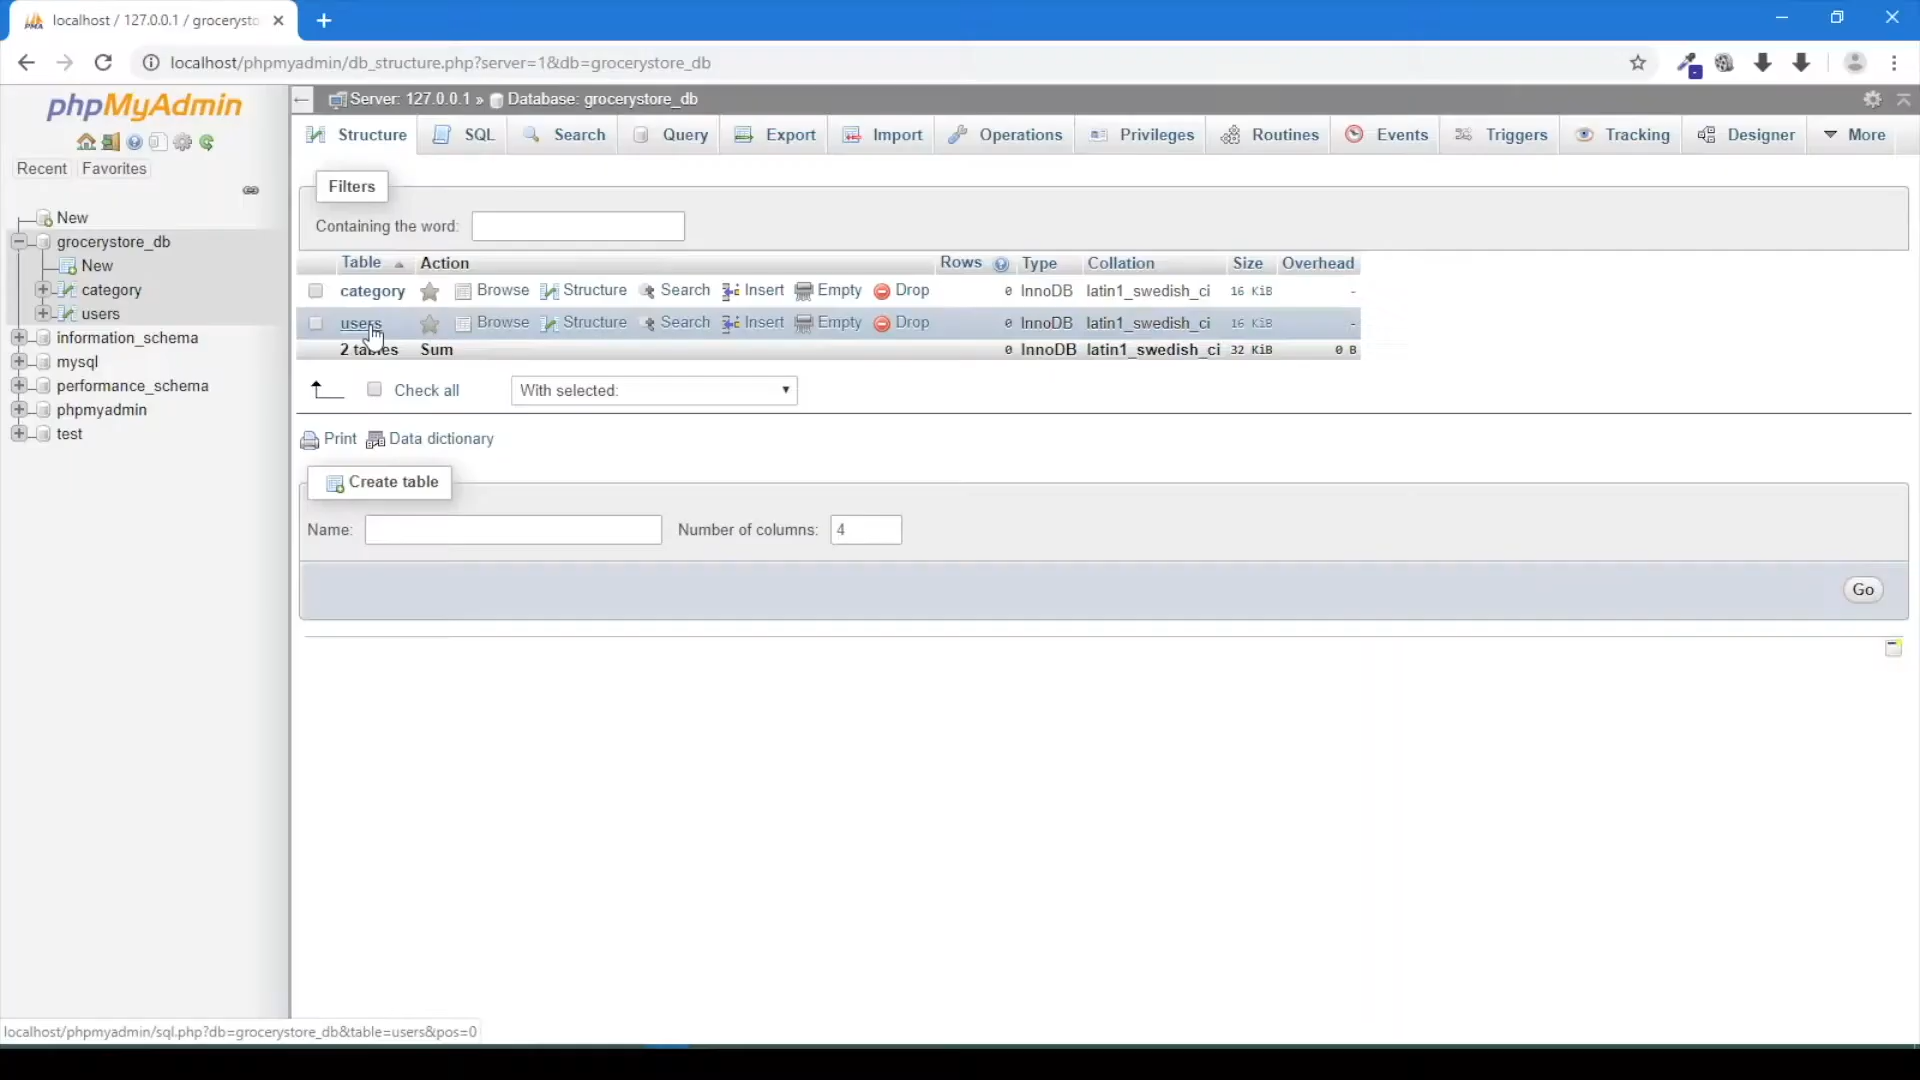 localhost / 127.0.0.1 / grocerysto
localhost/phpmyadmin/db_structure.php?server=1&db=grocerystore_db
phpMyAdmin
Recent Favorites
New
grocerystore_db
New
category
users
information_schema
mysql
performance_schema
phpmyadmin
test
Server: 127.0.0.1 » Database: grocerystore_db
Structure SQL Search Query Export Import Operations Privileges Routines Events Triggers Tracking Designer More
Filters
Containing the word:
Table Action Rows Type Collation Size Overhead
category Browse Structure Search Insert Empty Drop 0 InnoDB latin1_swedish_ci 16 KiB -
users Browse Structure Search Insert Empty Drop 0 InnoDB latin1_swedish_ci 16 KiB -
2 tables Sum 0 InnoDB latin1_swedish_ci 32 KiB 0 B
Check all With selected:
Print Data dictionary
Create table
Name: Number of columns: 4
Go
localhost/phpmyadmin/sql.php?db=grocerystore_db&table=users&pos=0